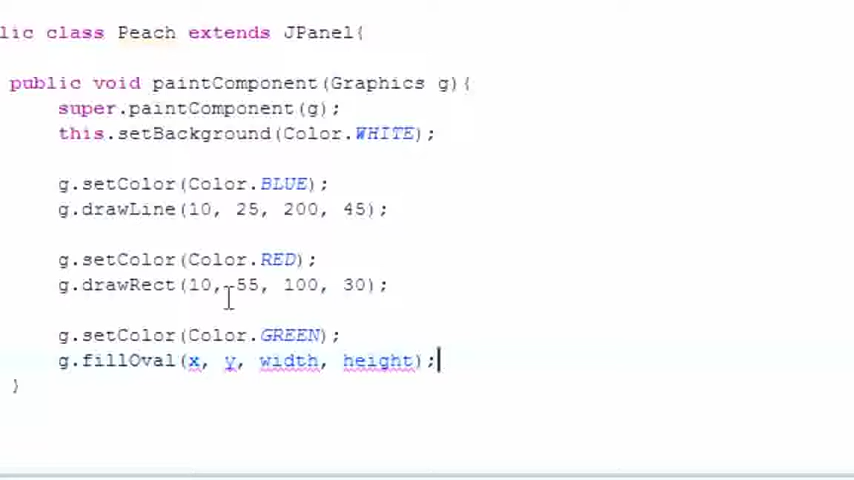 lic class Peach extends JPanel{
public void paintComponent(Graphics g){
super.paintComponent(g);
this.setBackground(Color.WHITE);
g.setColor(Color.BLUE);
g.drawLine(10, 25, 200, 45);
g.setColor(Color.RED);
g.drawRect(10, 55, 100, 30);
g.setColor(Color.GREEN);
g.fillOval(x, y, width, height);
}